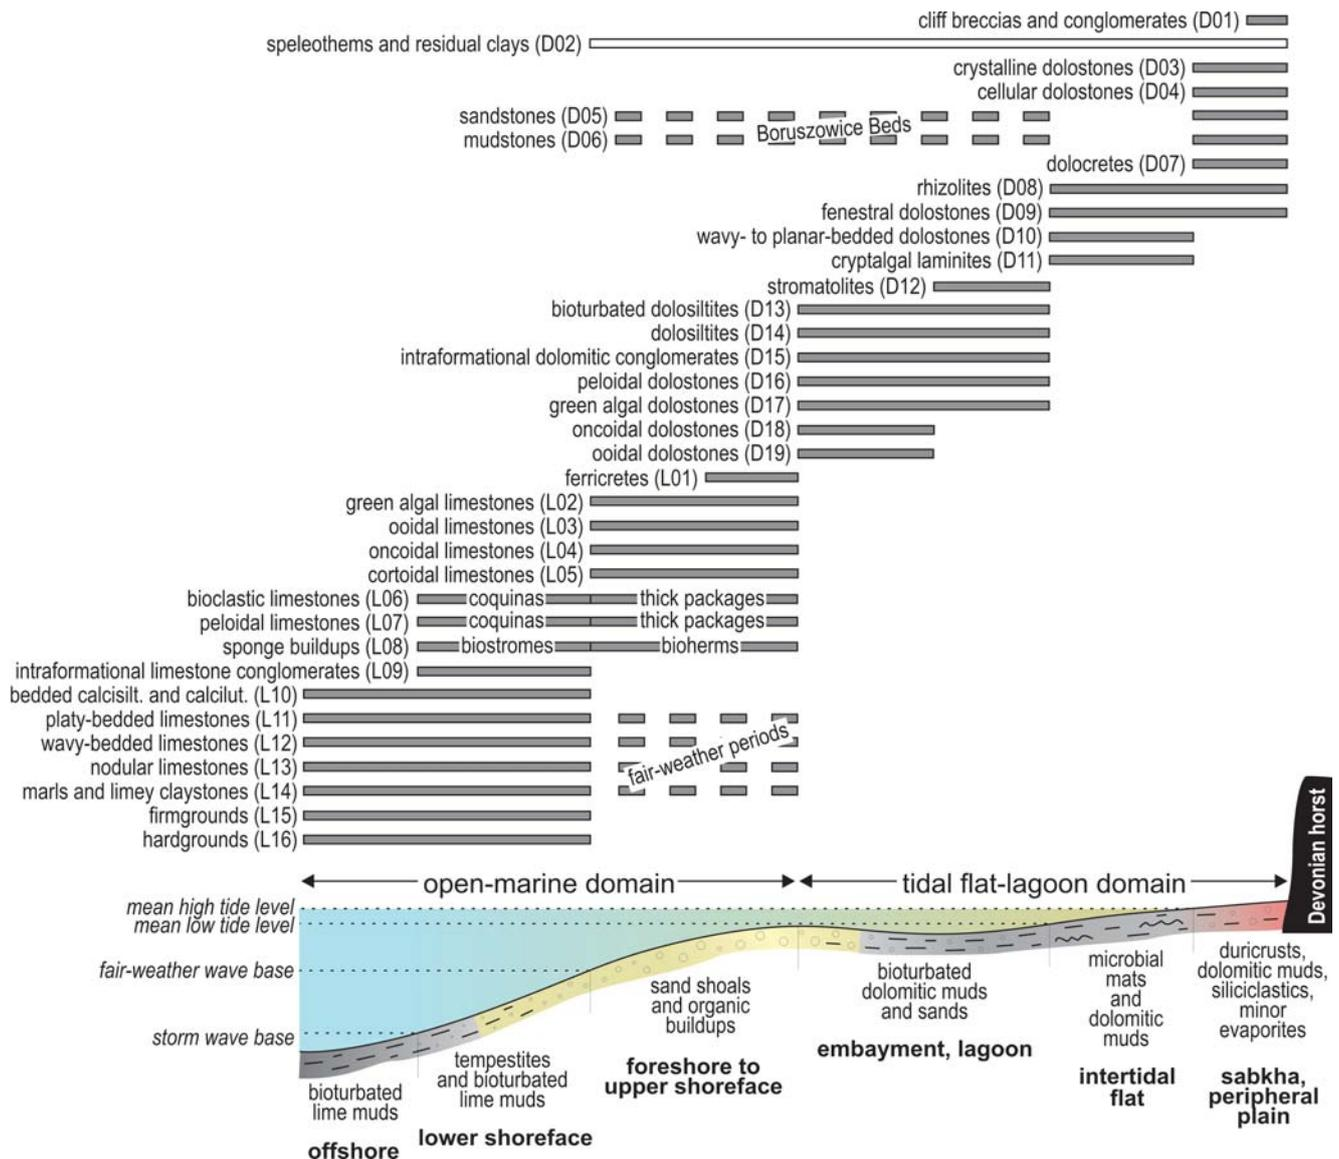 cliff breccias and conglomerates (D01)
speleothems and residual clays (D02)
crystalline dolostones (D03)
cellular dolostones (D04)
sandstones (D05)
Boruszowice Beds
mudstones (D06)
dolocretes (D07)
rhizolites (D08)
fenestral dolostones (D09)
wavy- to planar-bedded dolostones (D10)
cryptalgal laminites (D11)
stromatolites (D12)
bioturbated dolosiltites (D13)
dolosiltites (D14)
intraformational dolomitic conglomerates (D15)
peloidal dolostones (D16)
green algal dolostones (D17)
oncoidal dolostones (D18)
ooidal dolostones (D19)
ferricretes (L01)
green algal limestones (L02)
ooidal limestones (L03)
oncoidal limestones (L04)
cortoidal limestones (L05)
bioclastic limestones (L06) coquinas thick packages
peloidal limestones (L07) coquinas thick packages
sponge buildups (L08) biostromes bioherms
intraformational limestone conglomerates (L09)
bedded calcisilt. and calcilut. (L10)
platy-bedded limestones (L11)
wavy-bedded limestones (L12)
fair-weather periods
nodular limestones (L13)
marls and limey claystones (L14)
firmgrounds (L15)
hardgrounds (L16)
Devonian horst
open-marine domain
tidal flat-lagoon domain
mean high tide level
mean low tide level
fair-weather wave base
storm wave base
bioturbated
lime muds
offshore
tempestites
and bioturbated
lime muds
lower shoreface
sand shoals
and organic
buildups
foreshore to
upper shoreface
bioturbated
dolomitic muds
and sands
embayment, lagoon
microbial
mats
and
dolomitic
muds
intertidal
flat
duricrusts,
dolomitic muds,
siliciclastics,
minor
evaporites
sabkha,
peripheral
plain